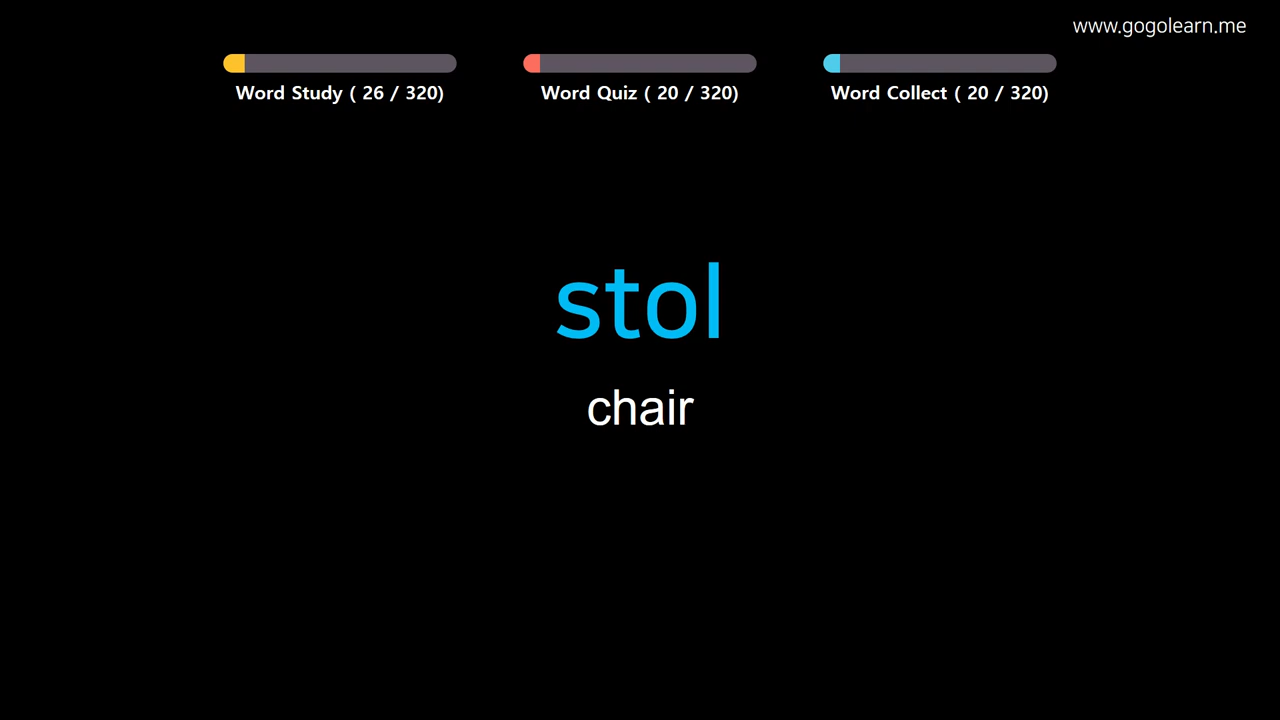 www.gogolearn.me
Word Study ( 26 / 320)
Word Quiz ( 20 / 320)
Word Collect ( 20 / 320)
stol
chair